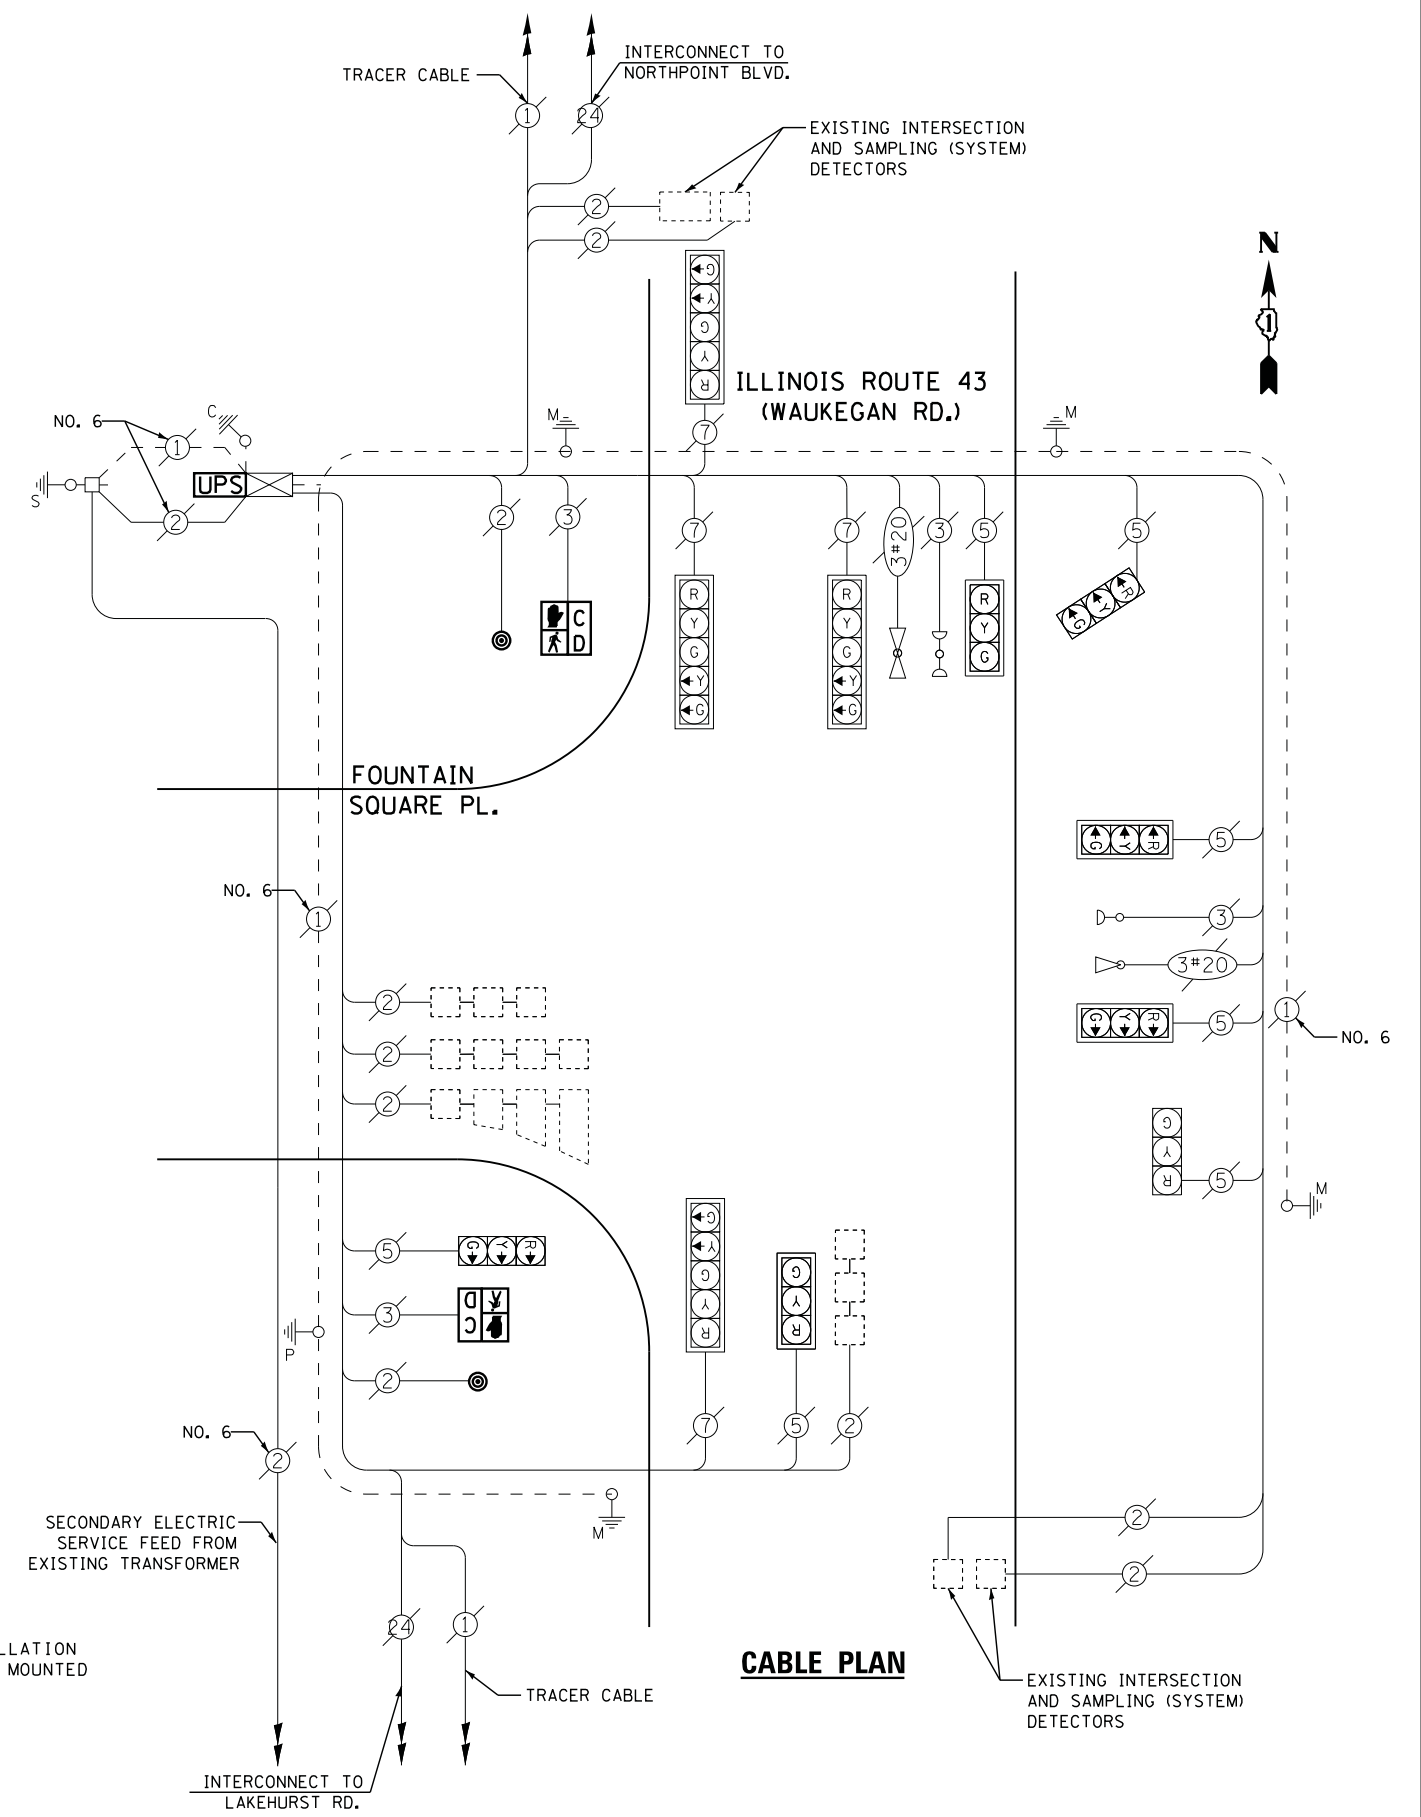 INTERCONNECT TO
NORTHPOINT BLVD.
TRACER CABLE
1
24
EXISTING INTERSECTION
AND SAMPLING (SYSTEM)
DETECTORS
2
2
N
1
G
Y
G
Y
R
ILLINOIS ROUTE 43
(WAUKEGAN RD.)
NO. 6
C
M
M
1
7
S
UPS
2
2
3
7
7
3#20
3
5
5
C
D
R
Y
G
Y
G
R
Y
G
Y
G
R
Y
G
R
Y
G
FOUNTAIN
SQUARE PL.
G
Y
R
5
NO. 6
1
3
3#20
2
G
Y
R
5
1
NO. 6
2
2
G
Y
R
5
M
5
G
Y
R
3
D
C
P
2
G
Y
G
Y
R
G
Y
R
7
5
2
NO. 6
2
M
SECONDARY ELECTRIC
SERVICE FEED FROM
EXISTING TRANSFORMER
2
2
24
1
LLATION
MOUNTED
CABLE PLAN
TRACER CABLE
EXISTING INTERSECTION
AND SAMPLING (SYSTEM)
DETECTORS
INTERCONNECT TO
LAKEHURST RD.